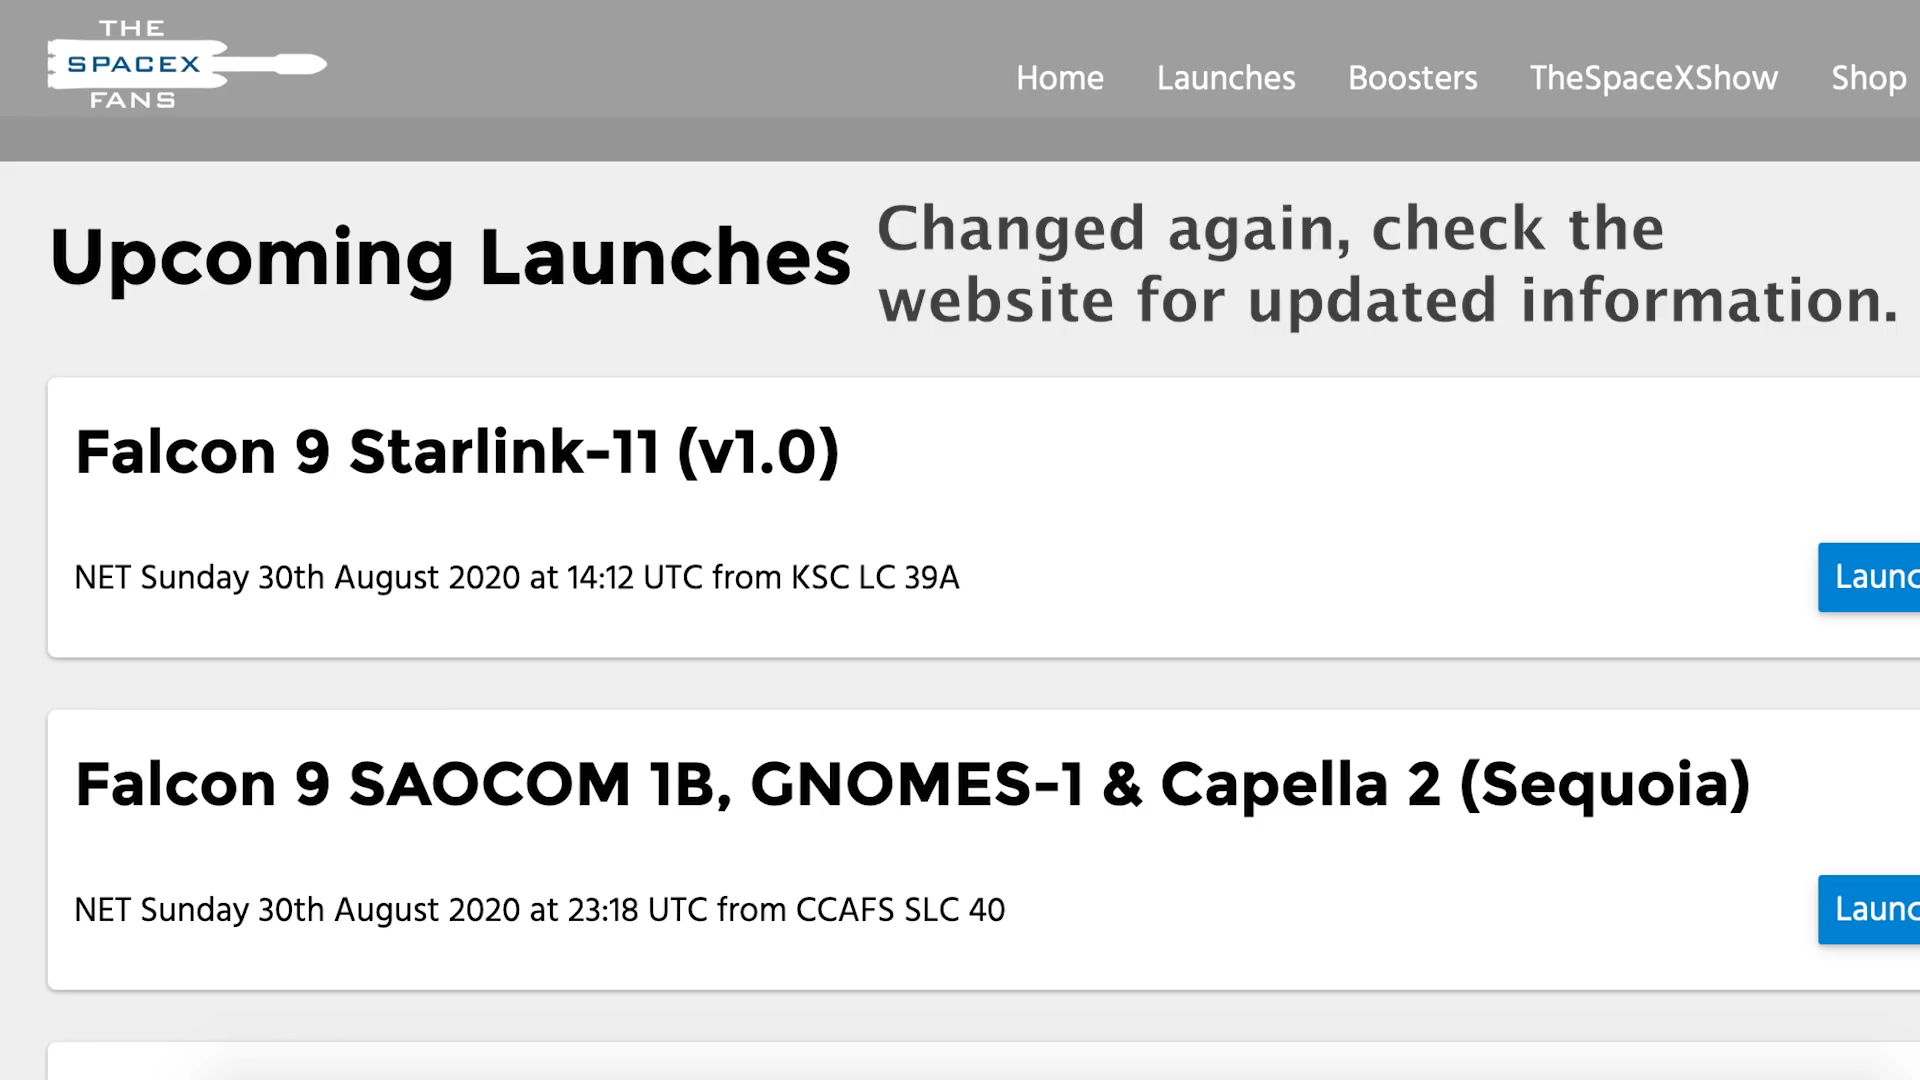 THE
SPACEX
FANS
Home Launches Boosters TheSpaceXShow Shop
Upcoming Launches
Changed again, check the
website for updated information.
Falcon 9 Starlink-11 (v1.0)
NET Sunday 30th August 2020 at 14:12 UTC from KSC LC 39A
Launc
Falcon 9 SAOCOM 1B, GNOMES-1 & Capella 2 (Sequoia)
NET Sunday 30th August 2020 at 23:18 UTC from CCAFS SLC 40
Launc